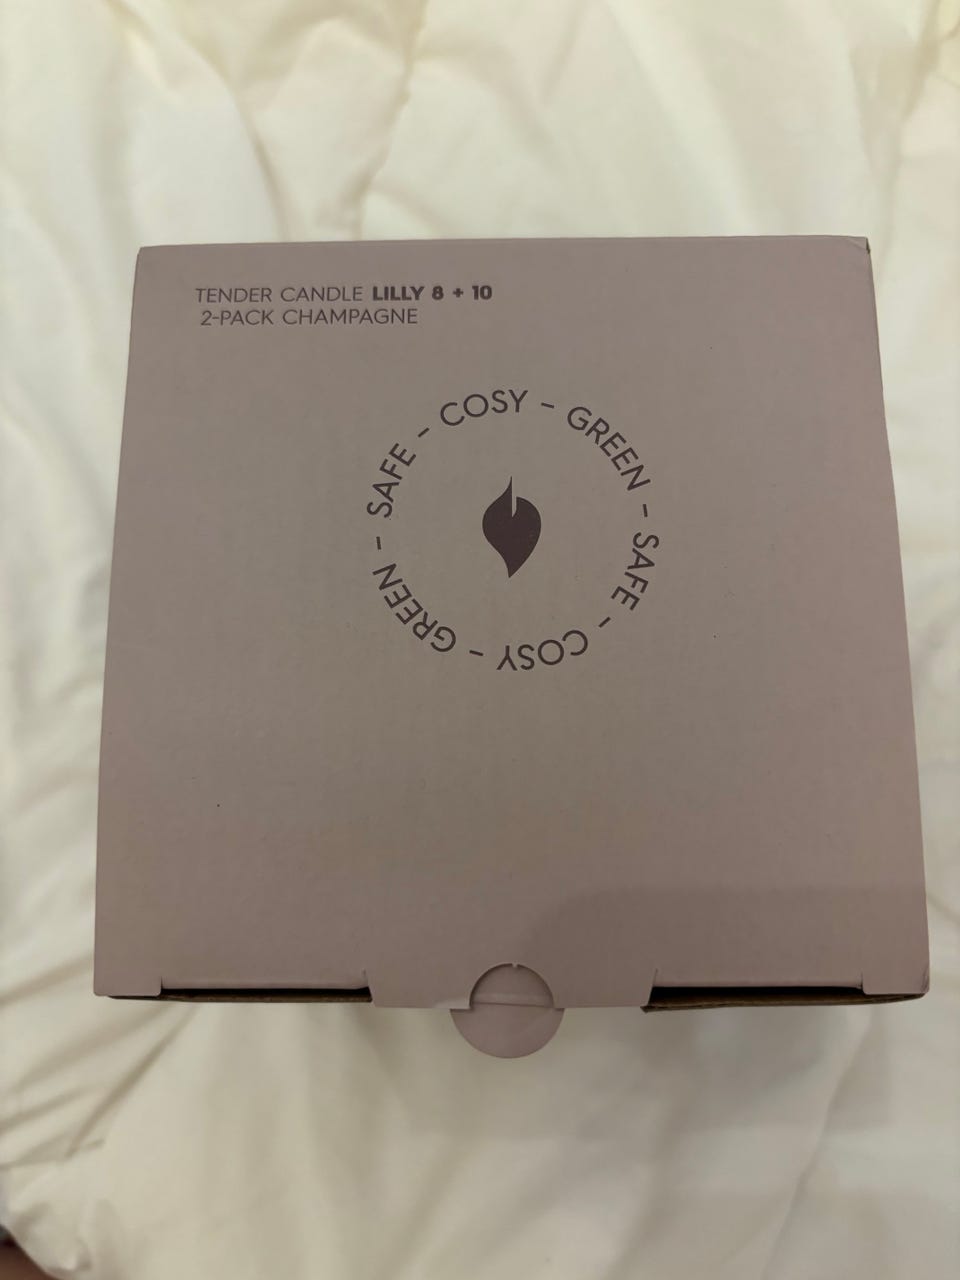 TENDER CANDLE LILLY 8 + 10
2-PACK CHAMPAGNE
SAFE - COSY - GREEN - SAFE - COSY - GREEN -